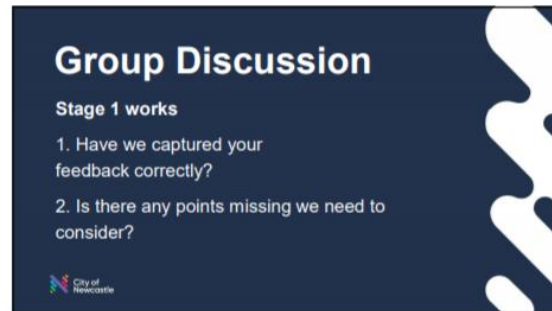 Group Discussion
Stage 1 works
1. Have we captured your
feedback correctly?
2. Is there any points missing we need to
consider?
City of
Newcastle